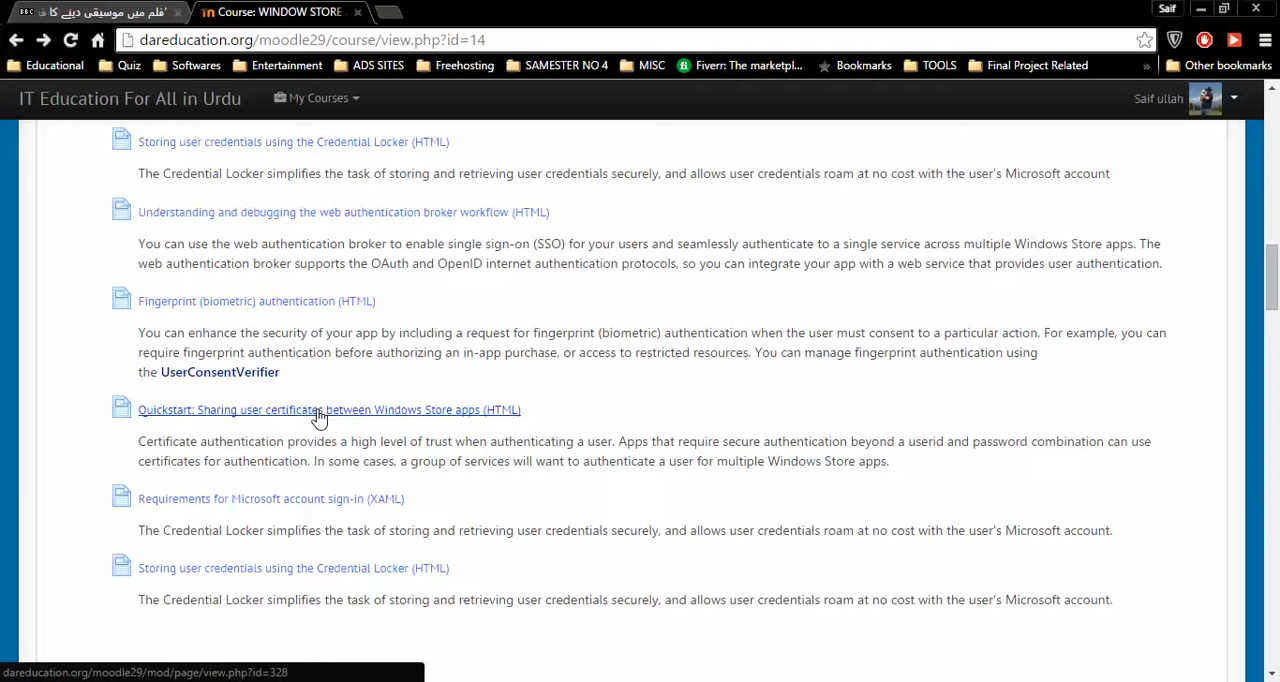 'فلم میں موسیقی دینے کا ف
Course: WINDOW STORE
Saif
dareducation.org/moodle29/course/view.php?id=14
Educational Quiz Softwares Entertainment ADS SITES Freehosting SAMESTER NO 4 MISC Fiverr: The marketpl... Bookmarks TOOLS Final Project Related » Other bookmarks
IT Education For All in Urdu My Courses Saif ullah
Storing user credentials using the Credential Locker (HTML)
The Credential Locker simplifies the task of storing and retrieving user credentials securely, and allows user credentials roam at no cost with the user's Microsoft account
Understanding and debugging the web authentication broker workflow (HTML)
You can use the web authentication broker to enable single sign-on (SSO) for your users and seamlessly authenticate to a single service across multiple Windows Store apps. The
web authentication broker supports the OAuth and OpenID internet authentication protocols, so you can integrate your app with a web service that provides user authentication.
Fingerprint (biometric) authentication (HTML)
You can enhance the security of your app by including a request for fingerprint (biometric) authentication when the user must consent to a particular action. For example, you can
require fingerprint authentication before authorizing an in-app purchase, or access to restricted resources. You can manage fingerprint authentication using
the UserConsentVerifier
Quickstart: Sharing user certificates between Windows Store apps (HTML)
Certificate authentication provides a high level of trust when authenticating a user. Apps that require secure authentication beyond a userid and password combination can use
certificates for authentication. In some cases, a group of services will want to authenticate a user for multiple Windows Store apps.
Requirements for Microsoft account sign-in (XAML)
The Credential Locker simplifies the task of storing and retrieving user credentials securely, and allows user credentials roam at no cost with the user's Microsoft account.
Storing user credentials using the Credential Locker (HTML)
The Credential Locker simplifies the task of storing and retrieving user credentials securely, and allows user credentials roam at no cost with the user's Microsoft account.
dareducation.org/moodle29/mod/page/view.php?id=328